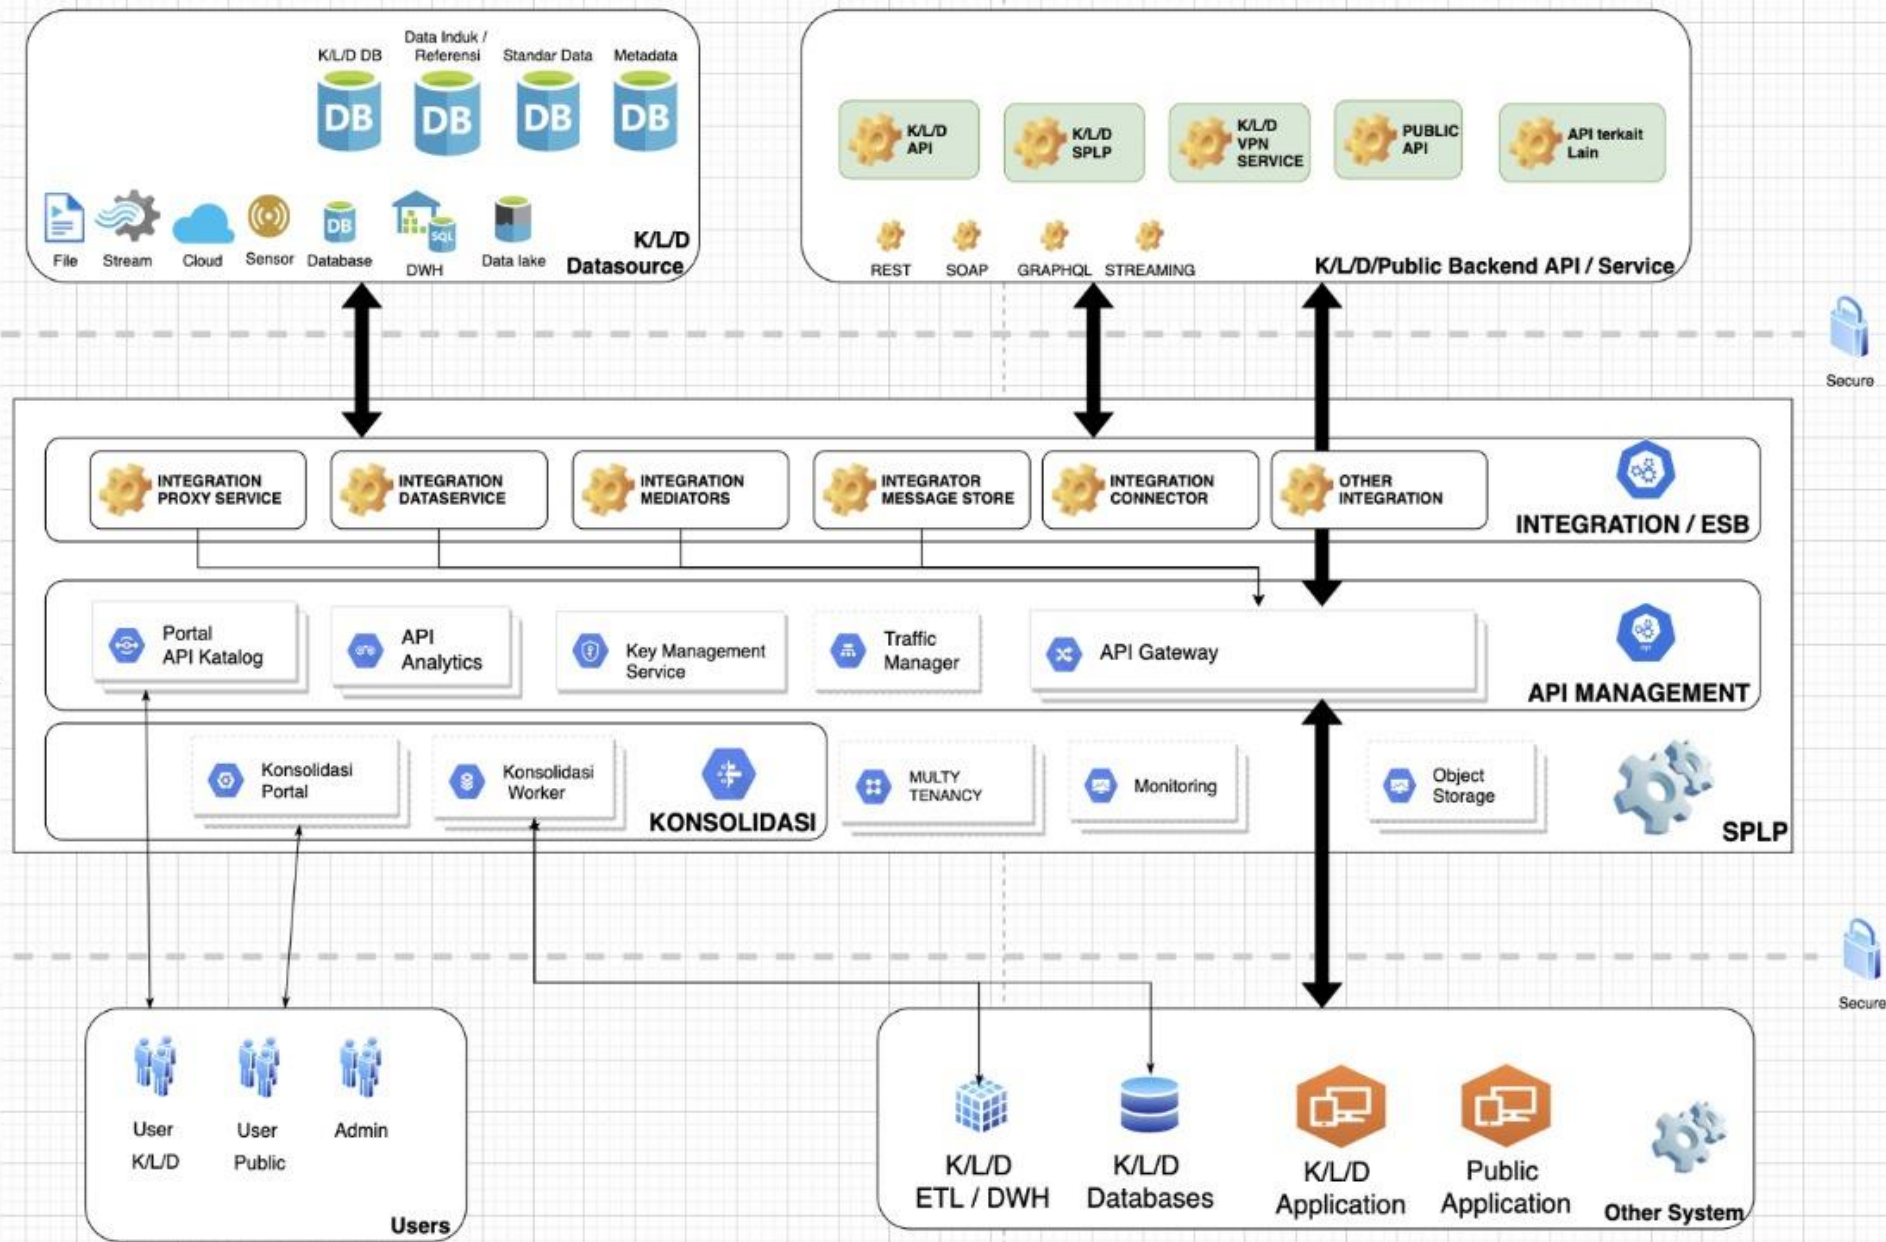 K/L/D DB
Data Induk /
Referensi
Standar Data
Metadata
DB
DB
DB
DB
File
Stream
Cloud
Sensor
DB
Database
SQL
DWH
Data lake
K/L/D
Datasource
K/L/D
API
K/L/D
SPLP
K/L/D
VPN
SERVICE
PUBLIC
API
API terkait
Lain
REST
SOAP
GRAPHQL
STREAMING
K/L/D/Public Backend API / Service
Secure
INTEGRATION
PROXY SERVICE
INTEGRATION
DATASERVICE
INTEGRATION
MEDIATORS
INTEGRATOR
MESSAGE STORE
INTEGRATION
CONNECTOR
OTHER
INTEGRATION
INTEGRATION / ESB
Portal
API Katalog
API
Analytics
Key Management
Service
Traffic
Manager
API Gateway
API MANAGEMENT
Konsolidasi
Portal
Konsolidasi
Worker
KONSOLIDASI
MULTY
TENANCY
Monitoring
Object
Storage
SPLP
Secure
User
K/L/D
User
Public
Admin
Users
K/L/D
ETL / DWH
K/L/D
Databases
K/L/D
Application
Public
Application
Other System